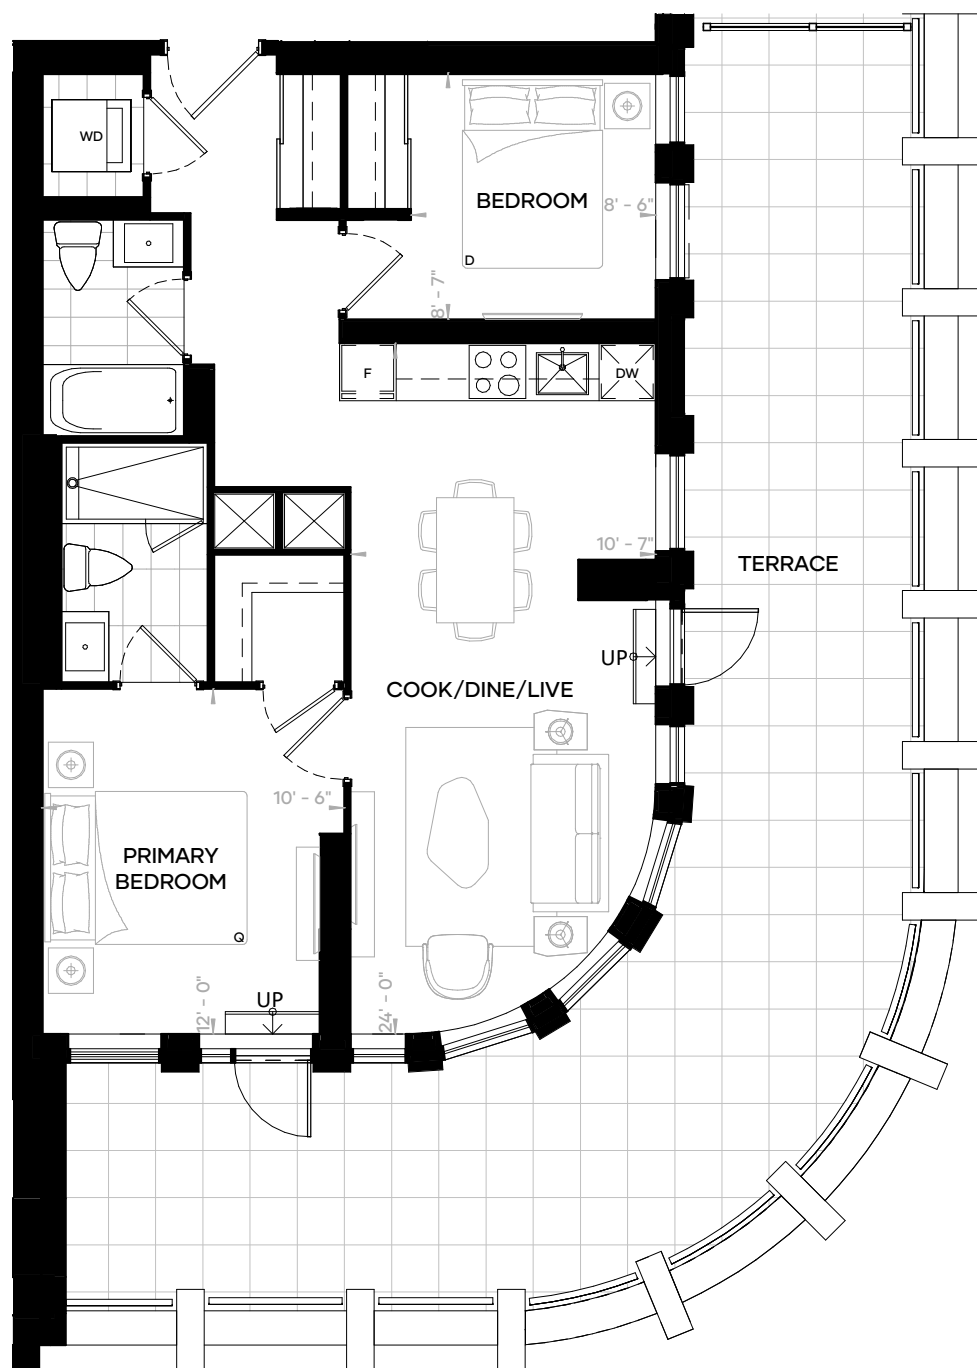 WD
BEDROOM
8' - 6"
D
8' - 7"
F
DW
10' - 7"
TERRACE
UP
COOK/DINE/LIVE
10' - 6"
PRIMARY
BEDROOM
Q
UP
12' - 0"
24' - 0"